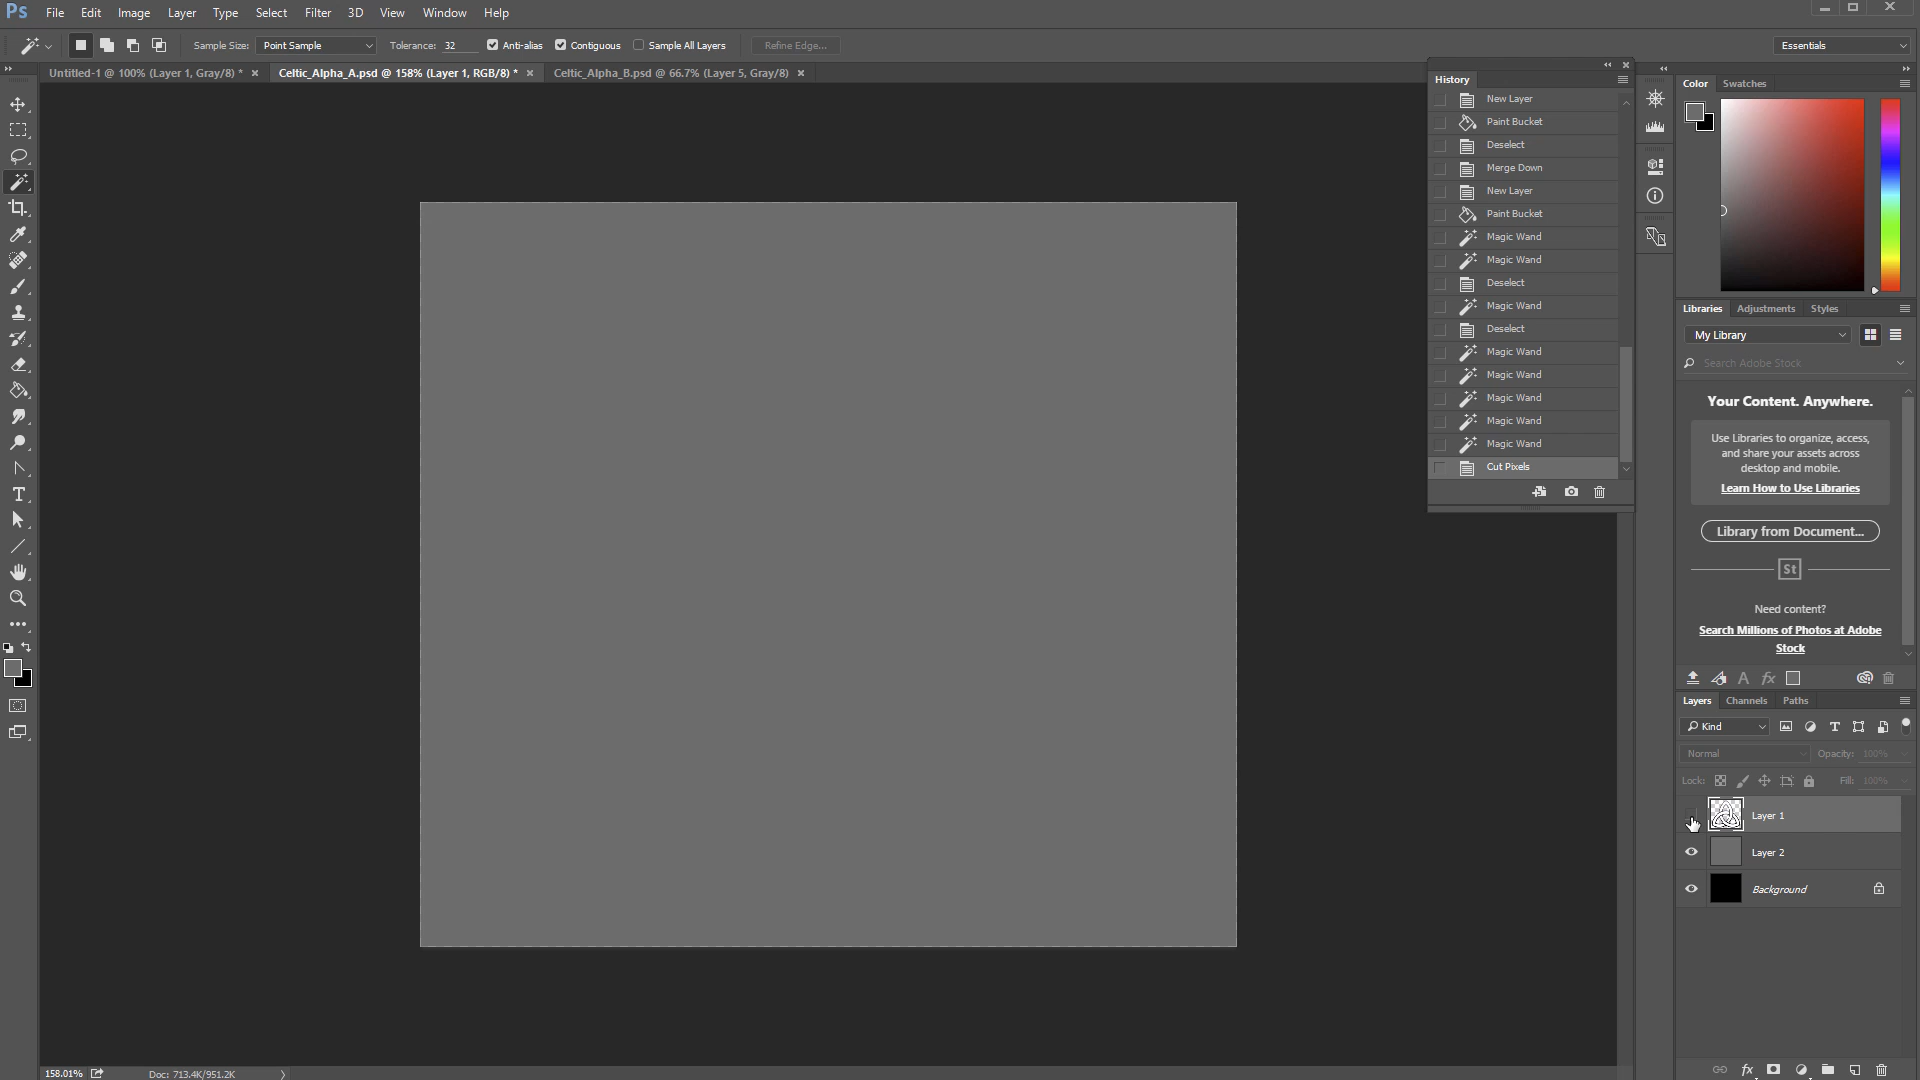 Ps File Edit Image Layer Type Select Filter 3D View Window Help
Sample Size: Point Sample Tolerance: 32 Anti-alias Contiguous Sample All Layers Refine Edge... Essentials
Untitled-1 @ 100% (Layer 1, Gray/8) * × Celtic_Alpha_A.psd @ 158% (Layer 1, RGB/8) * × Celtic_Alpha_B.psd @ 66.7% (Layer 5, Gray/8) ×
History
New Layer
Paint Bucket
Deselect
Merge Down
New Layer
Paint Bucket
Magic Wand
Magic Wand
Deselect
Magic Wand
Deselect
Magic Wand
Magic Wand
Magic Wand
Magic Wand
Magic Wand
Cut Pixels
Color Swatches
Libraries Adjustments Styles
My Library
Search Adobe Stock
Your Content. Anywhere.
Use Libraries to organize, access,
and share your assets across
desktop and mobile.
Learn How to Use Libraries
Library from Document...
St
Need content?
Search Millions of Photos at Adobe
Stock
Layers Channels Paths
Kind
Normal Opacity: 100%
Lock: Fill: 100%
Layer 1
Layer 2
Background
158.01% Doc: 713.4K/951.2K